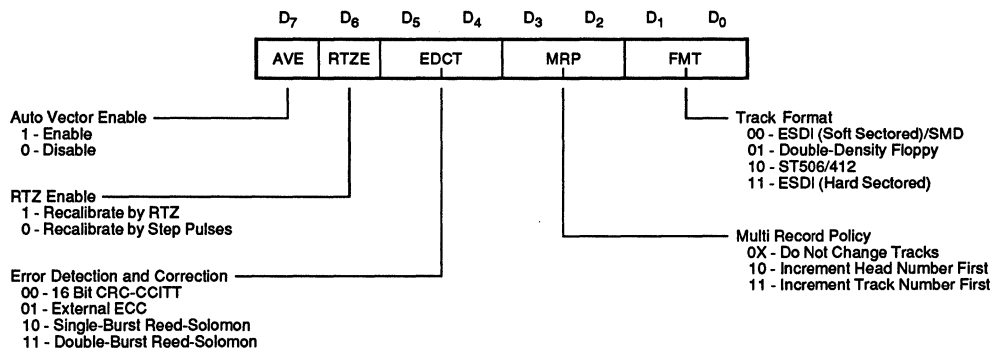 D7 D6 D5 D4 D3 D2 D1 D0
AVE RTZE EDCT MRP FMT
Auto Vector Enable
1 - Enable
0 - Disable
RTZ Enable
1 - Recalibrate by RTZ
0 - Recalibrate by Step Pulses
Error Detection and Correction
00 - 16 Bit CRC-CCITT
01 - External ECC
10 - Single-Burst Reed-Solomon
11 - Double-Burst Reed-Solomon
Track Format
00 - ESDI (Soft Sectored)/SMD
01 - Double-Density Floppy
10 - ST506/412
11 - ESDI (Hard Sectored)
Multi Record Policy
0X - Do Not Change Tracks
10 - Increment Head Number First
11 - Increment Track Number First